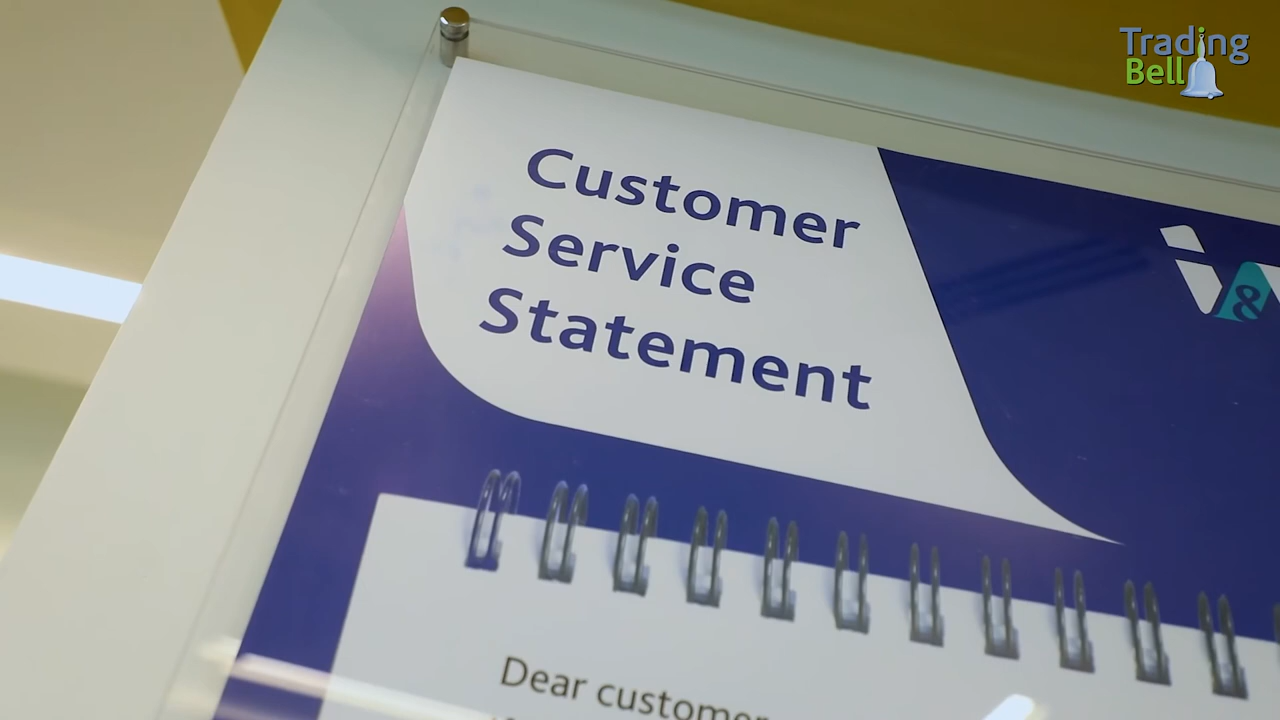 Trading
Bell
Customer
Service
Statement
&
Dear customer